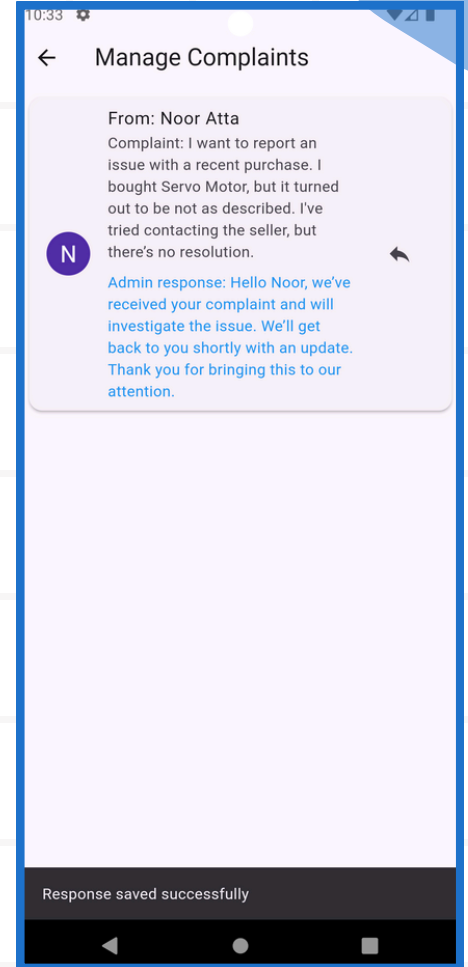 10:33
Manage Complaints
From: Noor Atta
Complaint: I want to report an
issue with a recent purchase. I
bought Servo Motor, but it turned
out to be not as described. I've
tried contacting the seller, but
there’s no resolution.
N
Admin response: Hello Noor, we’ve
received your complaint and will
investigate the issue. We’ll get
back to you shortly with an update.
Thank you for bringing this to our
attention.
Response saved successfully